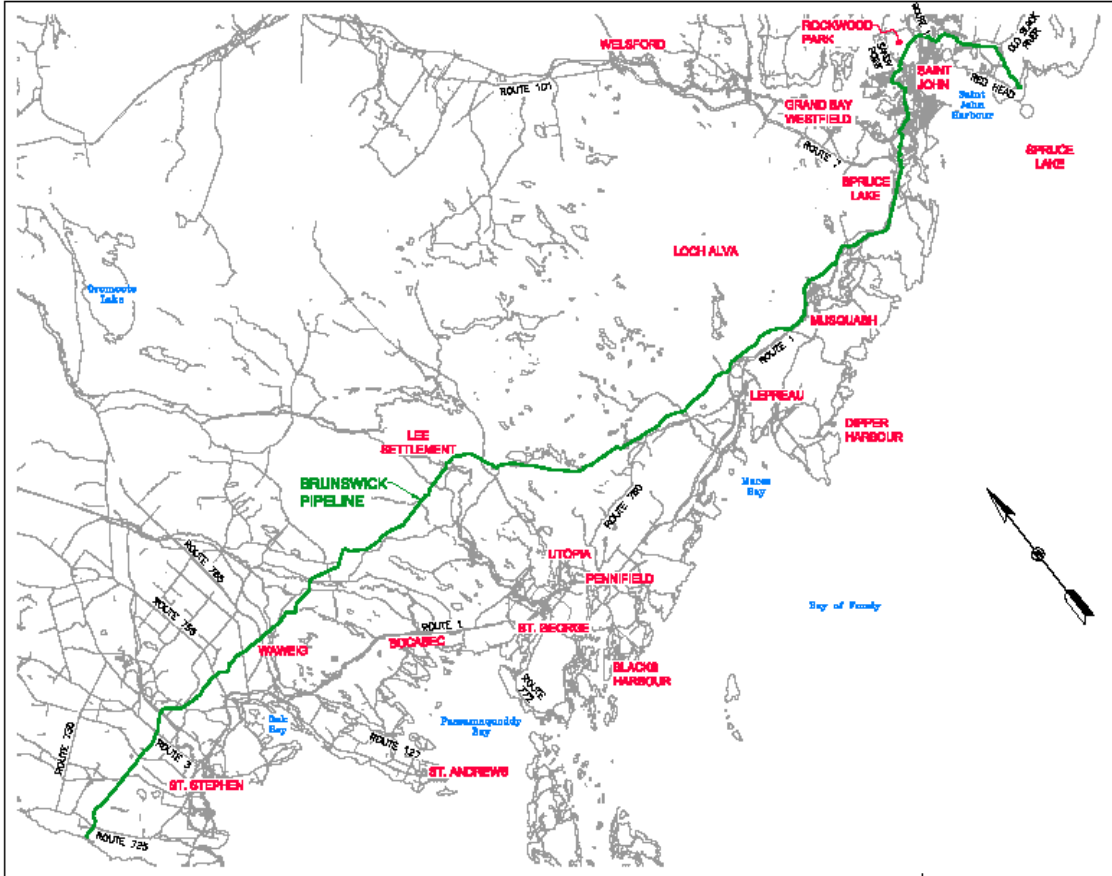 ROCKWOOD
PARK
ROUTE 1
OLD BLACK
RIVER
WELSFORD
SANDY
POINT
SAINT
JOHN
RED HEAD
ROUTE 101
Saint
John
Harbour
GRAND BAY
WESTFIELD
ROUTE 7
SPRUCE
LAKE
SPRUCE
LAKE
LOCH ALVA
Oromocto
Lake
MUSQUASH
ROUTE 1
LEPREAU
DIPPER
HARBOUR
LEE
SETTLEMENT
BRUNSWICK
PIPELINE
Maces
Bay
ROUTE 780
ROUTE 785
UTOPIA
PENNFIELD
ROUTE 755
Bay of Fundy
ROUTE 1
ST. GEORGE
BOCABEC
WAWEIG
BLACKS
HARBOUR
ROUTE
772
Oak
Bay
Passamaquoddy
Bay
ROUTE 750
ROUTE 3
ROUTE 127
ST. ANDREWS
ST. STEPHEN
ROUTE 725